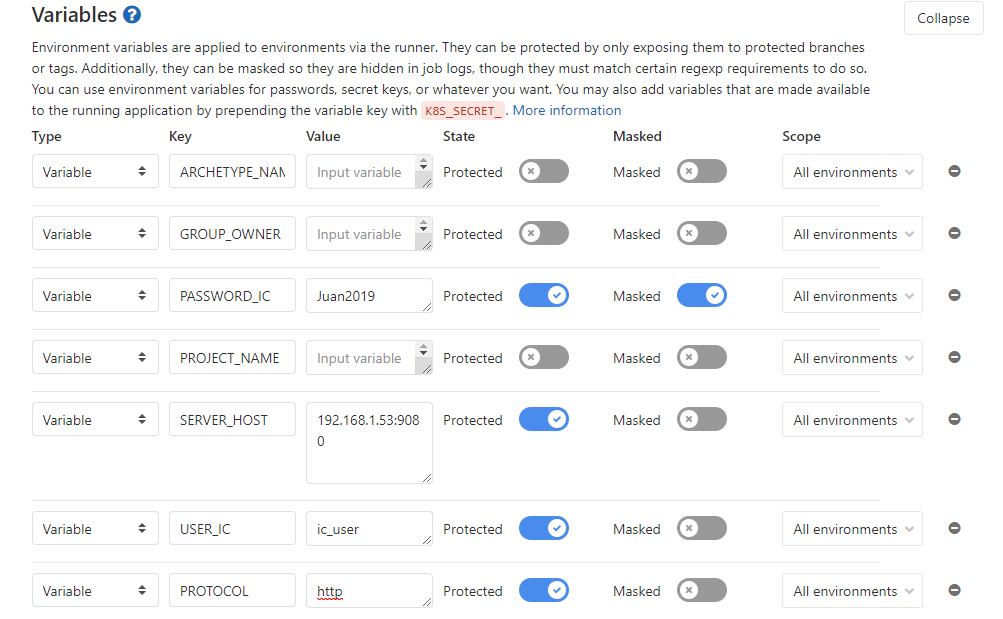 Variables ?
Collapse
Environment variables are applied to environments via the runner. They can be protected by only exposing them to protected branches
or tags. Additionally, they can be masked so they are hidden in job logs, though they must match certain regexp requirements to do so.
You can use environment variables for passwords, secret keys, or whatever you want. You may also add variables that are made available
to the running application by prepending the variable key with K8S_SECRET_. More information
Type Key Value State Masked Scope
Variable ARCHETYPE_NAM Input variable Protected Masked All environments
Variable GROUP_OWNER Input variable Protected Masked All environments
Variable PASSWORD_IC Juan2019 Protected Masked All environments
Variable PROJECT_NAME Input variable Protected Masked All environments
Variable SERVER_HOST 192.168.1.53:908 Protected Masked All environments
0
Variable USER_IC ic_user Protected Masked All environments
Variable PROTOCOL http Protected Masked All environments